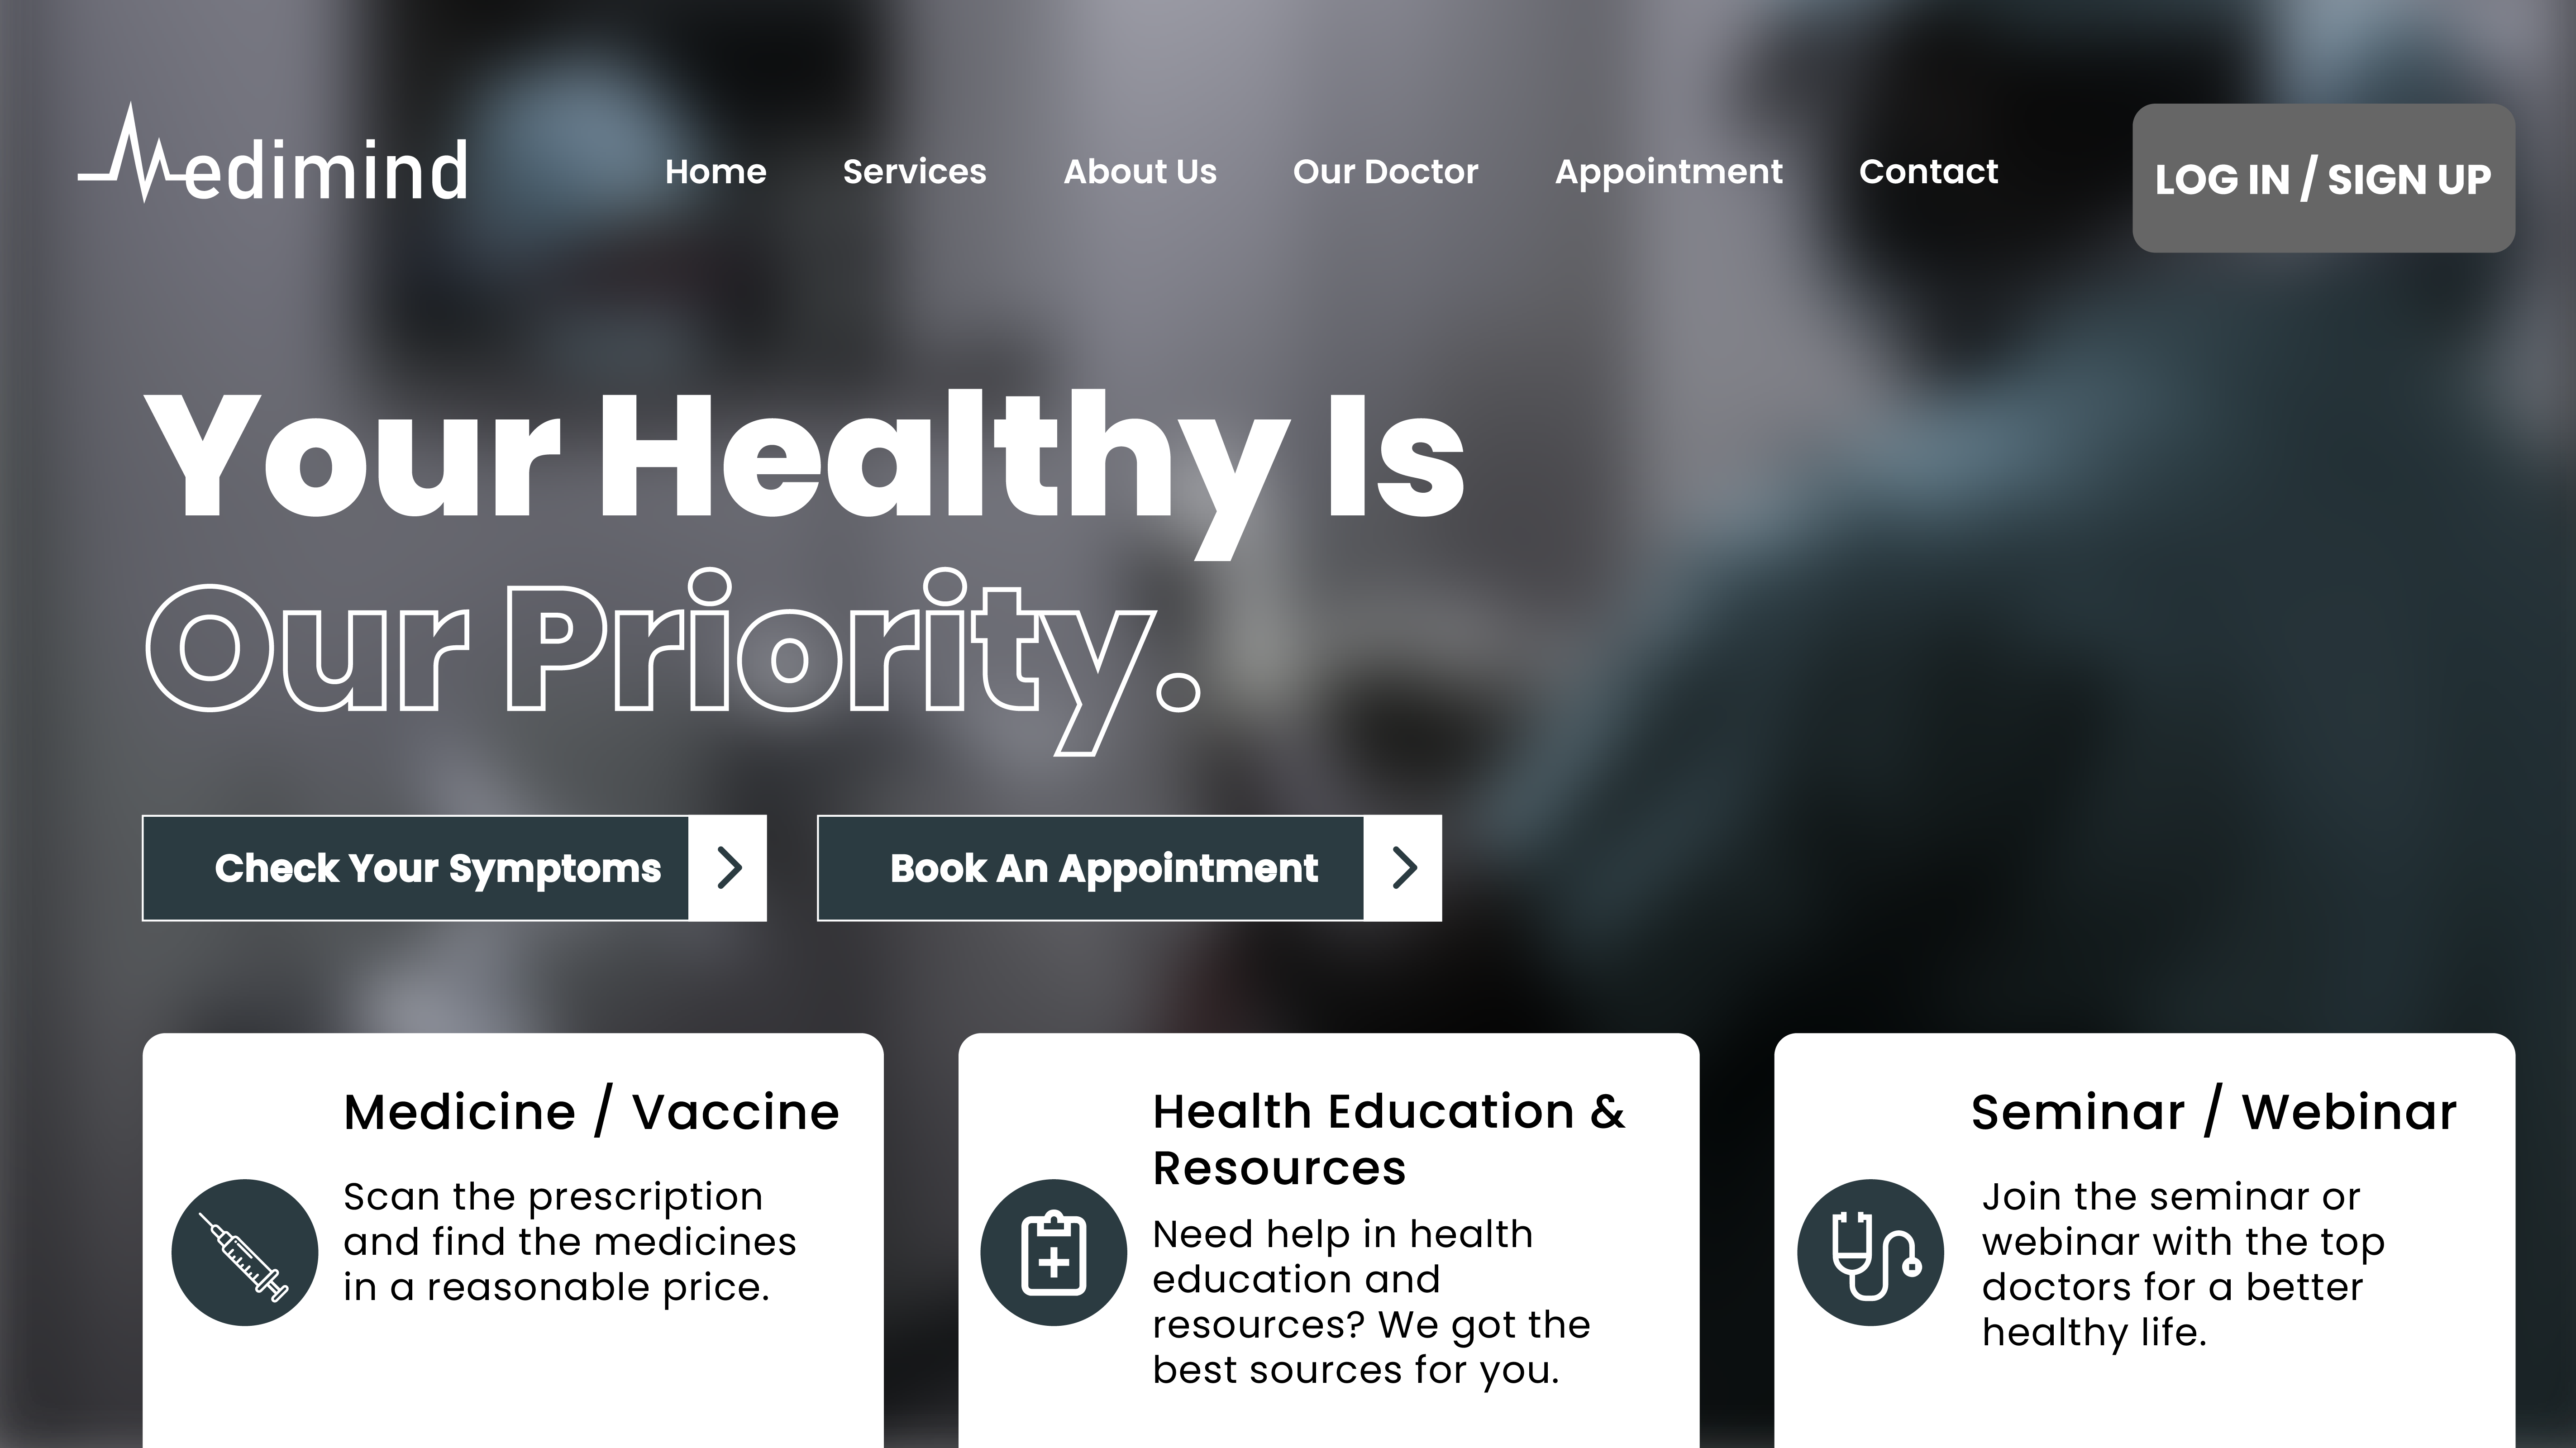 edimind
Home
Services
About Us
Our Doctor
Appointment
Contact
LOG IN / SIGN UP
Your Healthy Is
Our Priority.
Check Your Symptoms
Book An Appointment
Medicine / Vaccine
Scan the prescription
and find the medicines
in a reasonable price.
Health Education &
Resources
Need help in health
education and
resources? We got the
best sources for you.
Seminar / Webinar
Join the seminar or
webinar with the top
doctors for a better
healthy life.